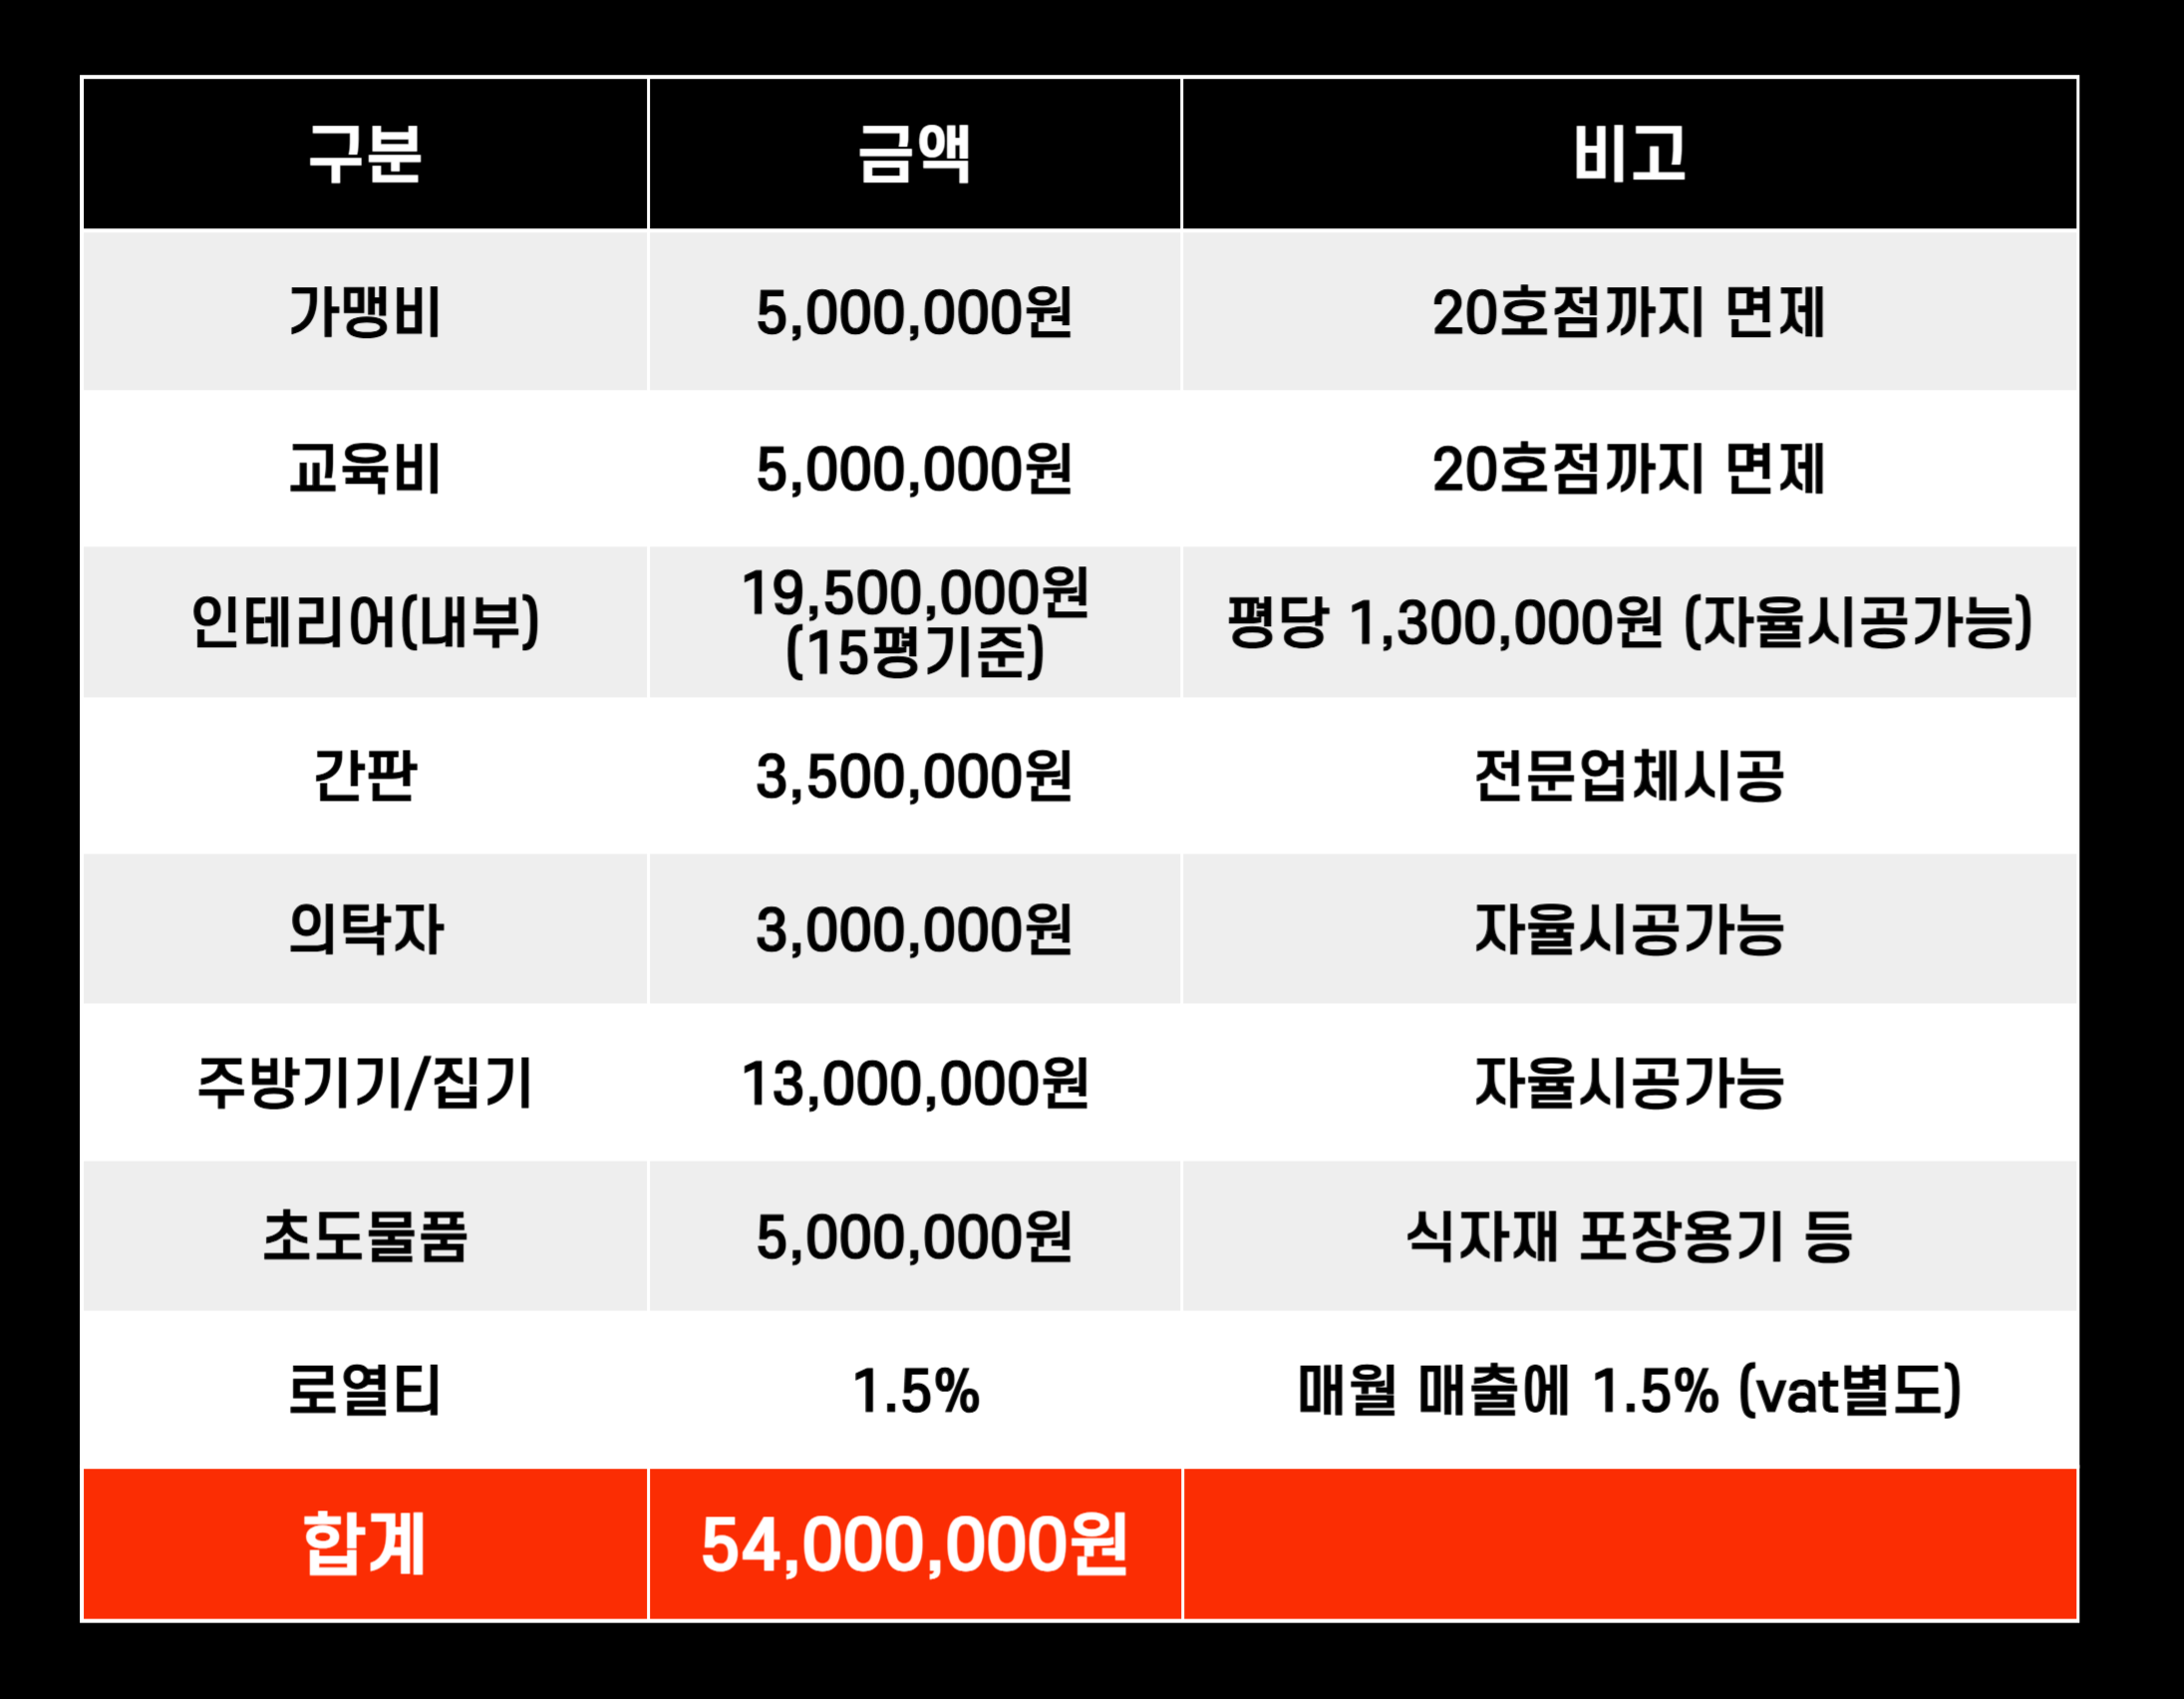 구분 금액 비고
가맹비 5,000,000원 20호점까지 면제
교육비 5,000,000원 20호점까지 면제
인테리어(내부) 19,500,000원 (15평기준) 평당 1,300,000원 (자율시공가능)
간판 3,500,000원 전문업체시공
의탁자 3,000,000원 자율시공가능
주방기기/집기 13,000,000원 자율시공가능
초도물품 5,000,000원 식자재 포장용기 등
로열티 1.5% 매월 매출에 1.5% (vat별도)
합계 54,000,000원